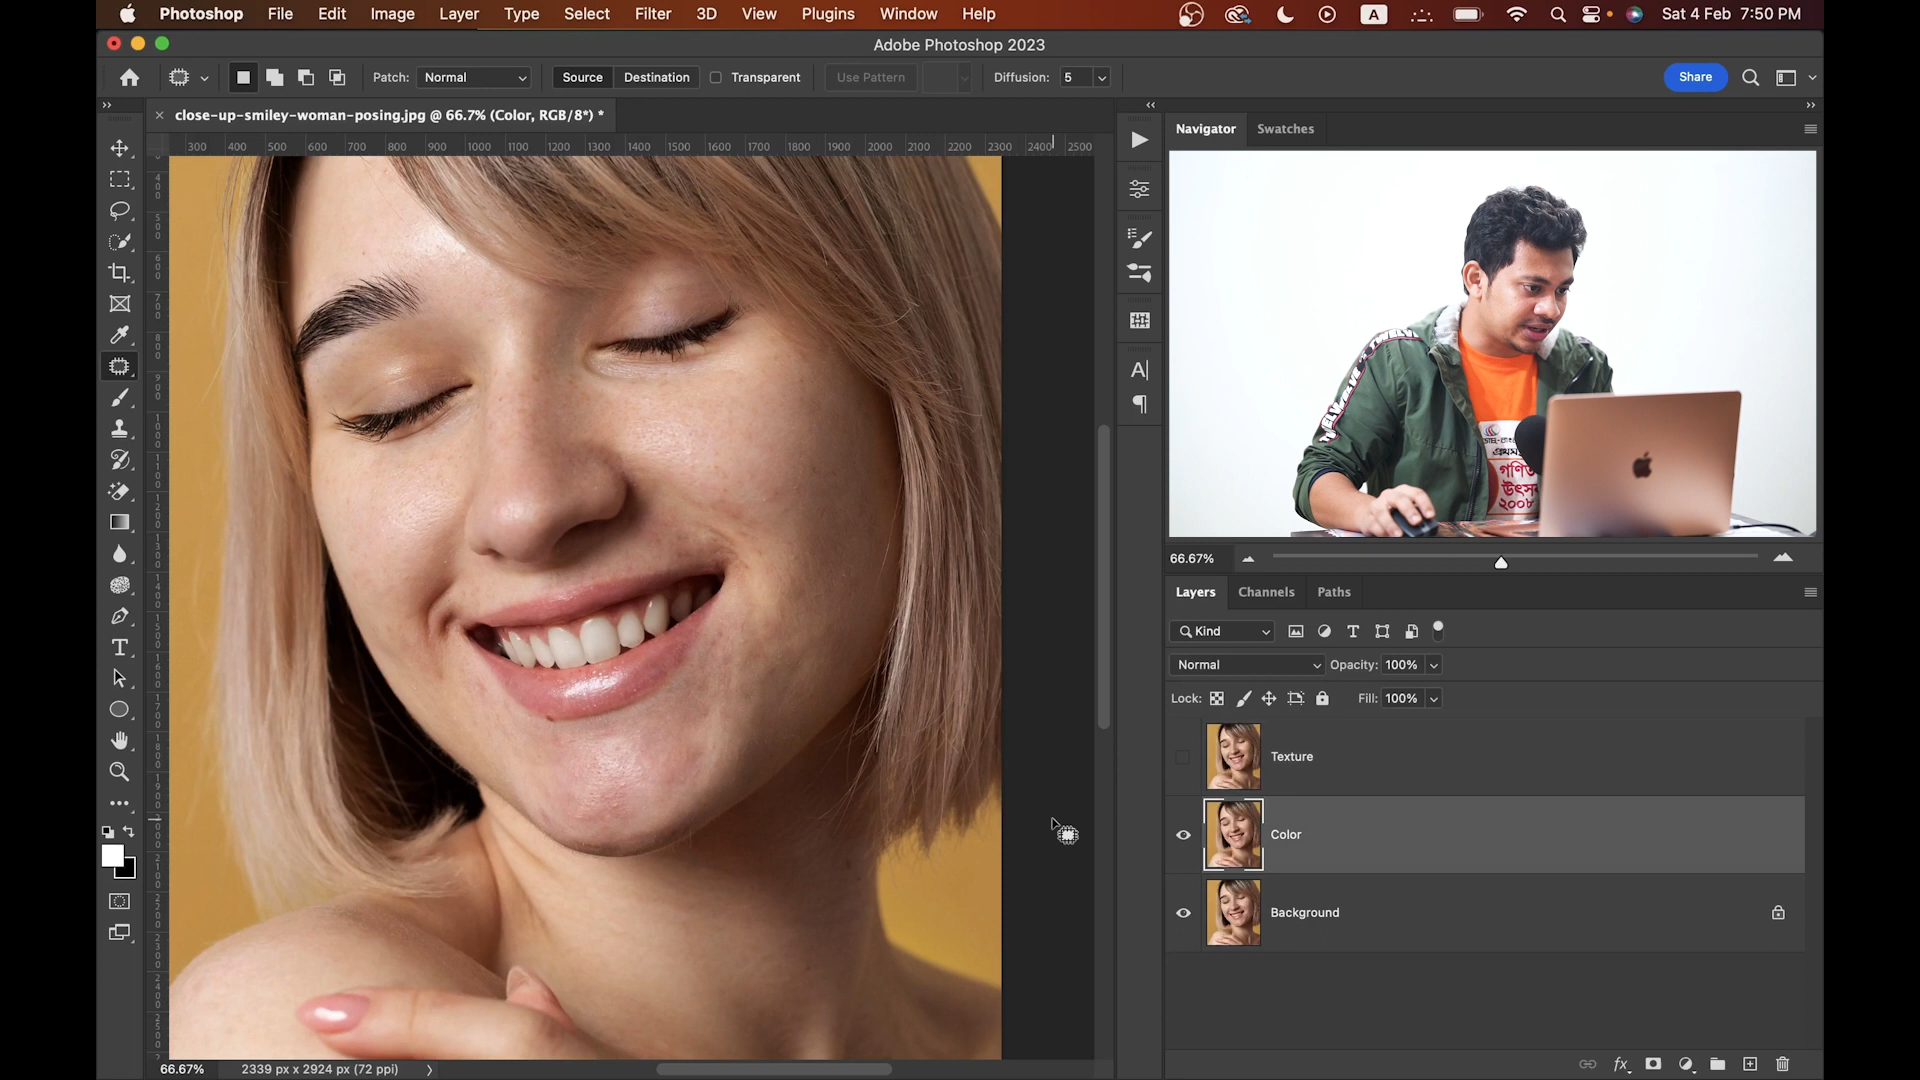 Photoshop File Edit Image Layer Type Select Filter 3D View Plugins Window Help A Sat 4 Feb 7:50 PM
Adobe Photoshop 2023
Patch: Normal Source Destination Transparent Use Pattern Diffusion: 5 Share
close-up-smiley-woman-posing.jpg @ 66.7% (Color, RGB/8*) *
Navigator Swatches
300 400 500 600 700 800 900 1000 1100 1200 1300 1400 1500 1600 1700 1800 1900 2000 2100 2200 2300 2400 2500
গণিত
উৎসব
২০০৮
66.67%
Layers Channels Paths
Kind
Normal Opacity: 100%
Lock: Fill: 100%
Texture
Color
Background
66.67% 2339 px x 2924 px (72 ppi)